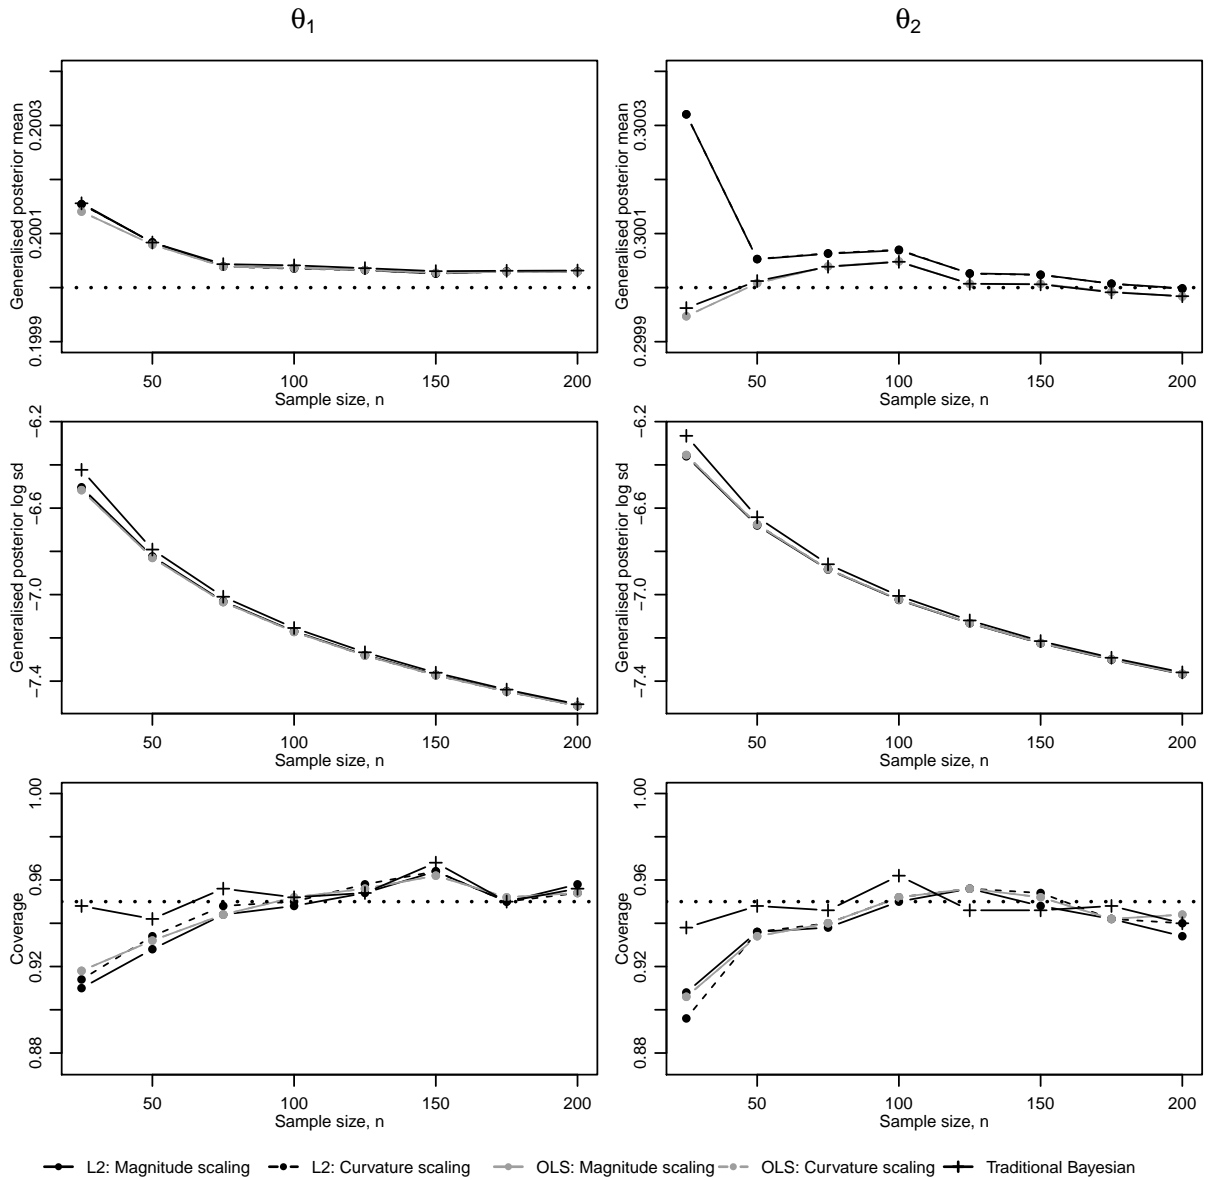 θ1 θ2
Generalised posterior mean
0.1999 0.2001 0.2003
50 100 150 200
Sample size, n
Generalised posterior mean
0.2999 0.3001 0.3003
50 100 150 200
Sample size, n
Generalised posterior log sd
−7.4 −7.0 −6.6 −6.2
50 100 150 200
Sample size, n
Generalised posterior log sd
−7.4 −7.0 −6.6 −6.2
50 100 150 200
Sample size, n
Coverage
0.88 0.92 0.96 1.00
50 100 150 200
Sample size, n
Coverage
0.88 0.92 0.96 1.00
50 100 150 200
Sample size, n
L2: Magnitude scaling L2: Curvature scaling OLS: Magnitude scaling OLS: Curvature scaling Traditional Bayesian